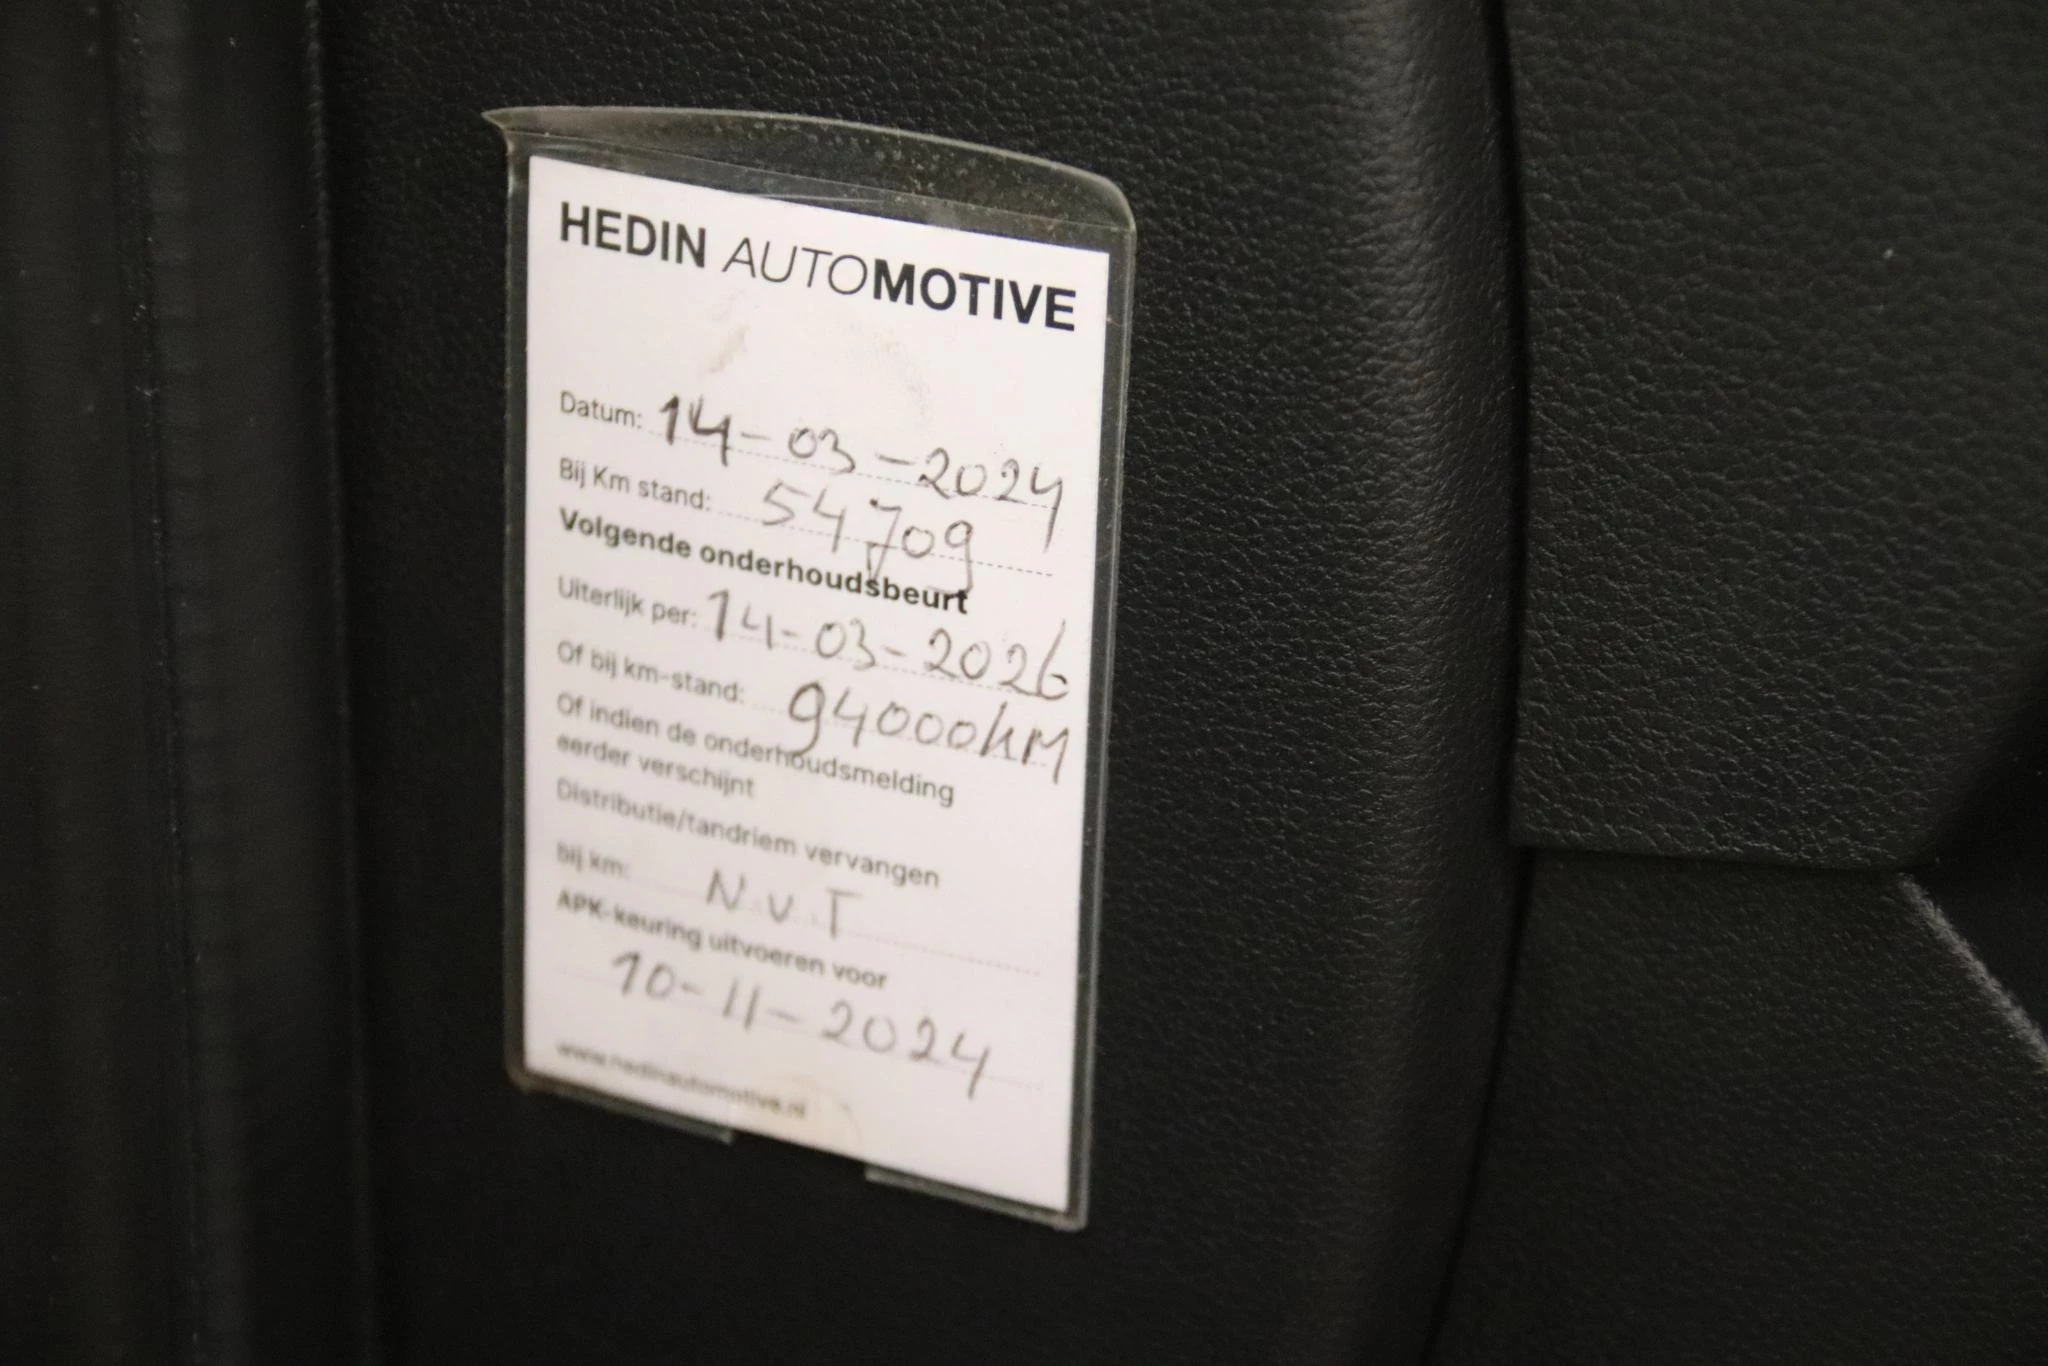 HEDIN AUTOMOTIVE
Datum: 14-03-2024
Bij Km stand: 54709
Volgende onderhoudsbeurt
Uiterlijk per: 14-03-2026
Of bij km-stand: 94000KM
Of indien de onderhoudsmelding
eerder verschijnt
Distributie/tandriem vervangen
bij km: N.v.T
APK-keuring uitvoeren voor
10-11-2024
www.hedinautomotive.nl